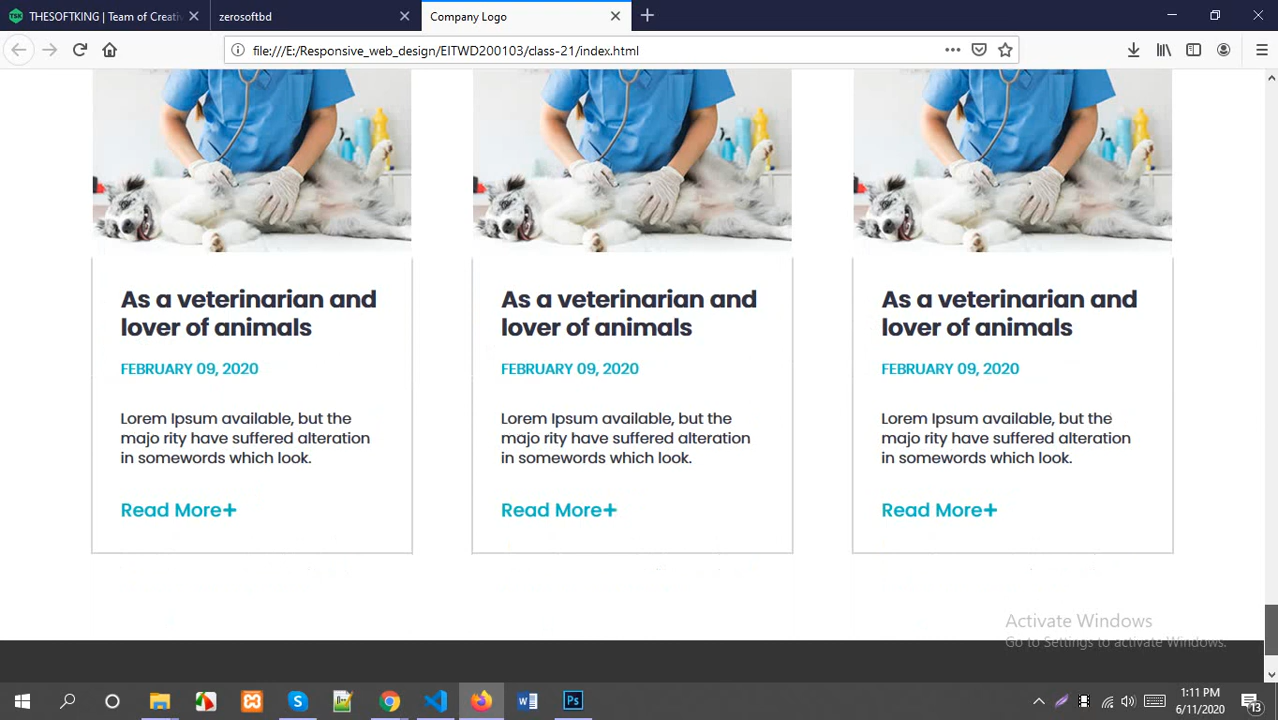 THESOFTKING | Team of Creativ
zerosoftbd
Company Logo
file:///E:/Responsive_web_design/EITWD200103/class-21/index.html
As a veterinarian and
lover of animals
FEBRUARY 09, 2020
Lorem Ipsum available, but the
majo rity have suffered alteration
in somewords which look.
Read More+
As a veterinarian and
lover of animals
FEBRUARY 09, 2020
Lorem Ipsum available, but the
majo rity have suffered alteration
in somewords which look.
Read More+
As a veterinarian and
lover of animals
FEBRUARY 09, 2020
Lorem Ipsum available, but the
majo rity have suffered alteration
in somewords which look.
Read More+
Activate Windows
Go to Settings to activate Windows.
Ps
1:11 PM
6/11/2020
13